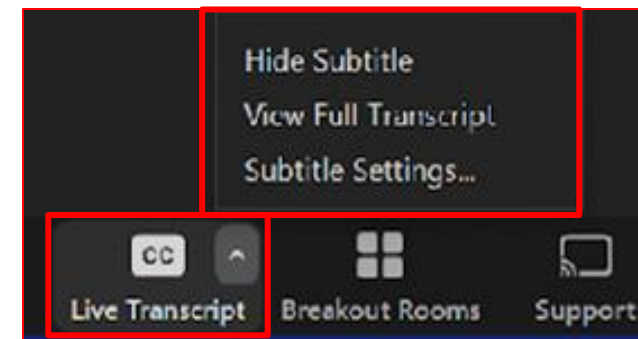 Hide Subtitle
View Full Transcript
Subtitle Settings...
CC
Live Transcript Breakout Rooms Support